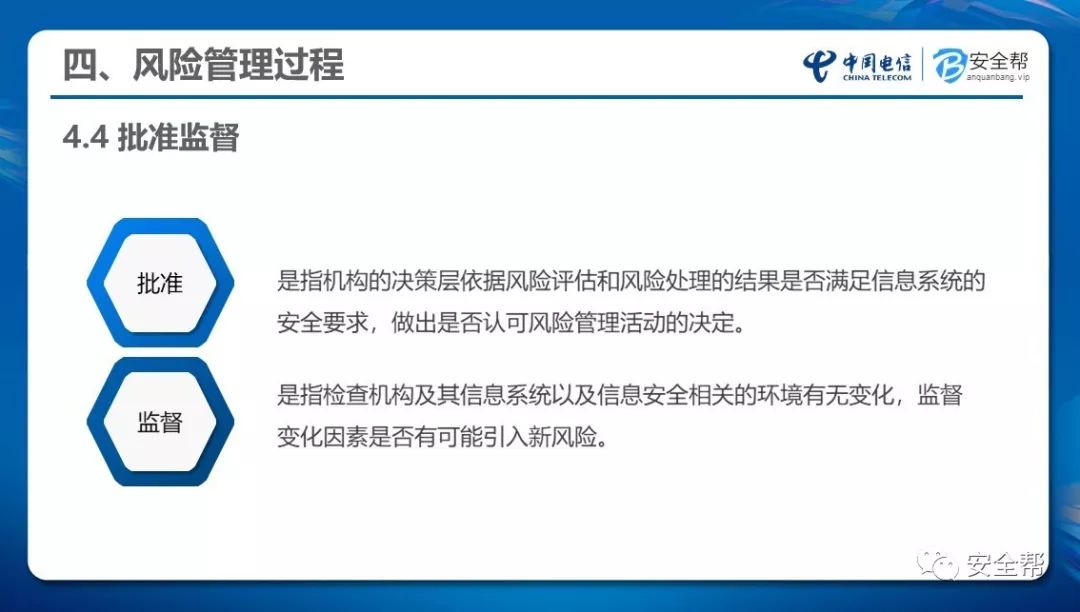 四、风险管理过程
中国电信
CHINA TELECOM
安全帮
anquanbang.vip
4.4 批准监督
批准
是指机构的决策层依据风险评估和风险处理的结果是否满足信息系统的
安全要求，做出是否认可风险管理活动的决定。
监督
是指检查机构及其信息系统以及信息安全相关的环境有无变化，监督
变化因素是否有可能引入新风险。
安全帮